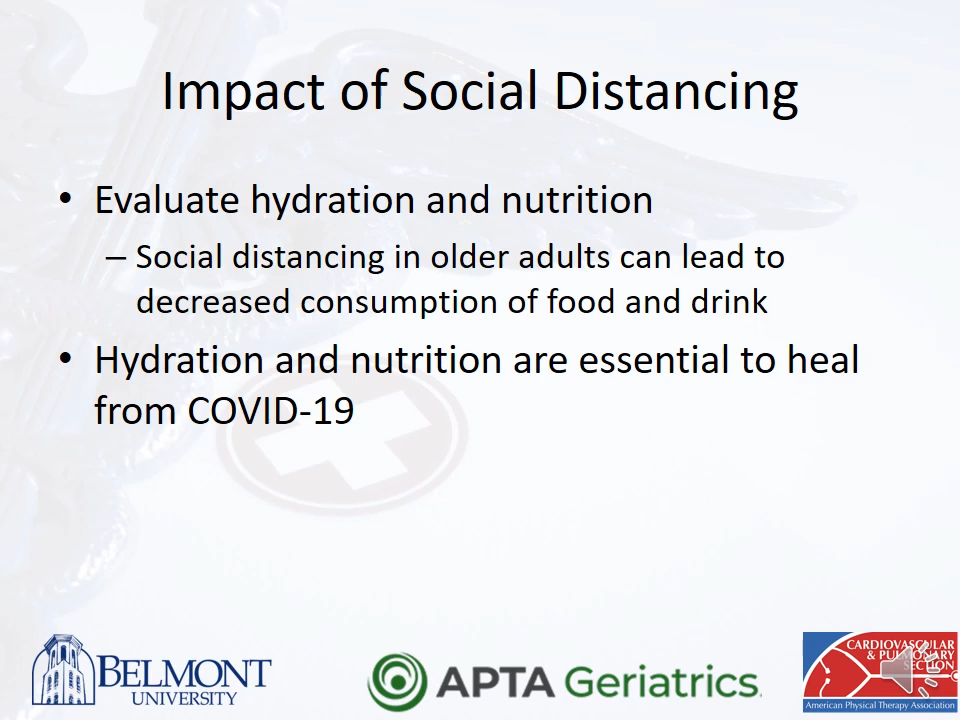 Impact of Social Distancing
• Evaluate hydration and nutrition
– Social distancing in older adults can lead to
decreased consumption of food and drink
• Hydration and nutrition are essential to heal
from COVID-19
BELMONT
UNIVERSITY
APTA Geriatrics
CARDIOVASCULAR
& PULMONARY
SECTION
American Physical Therapy Association